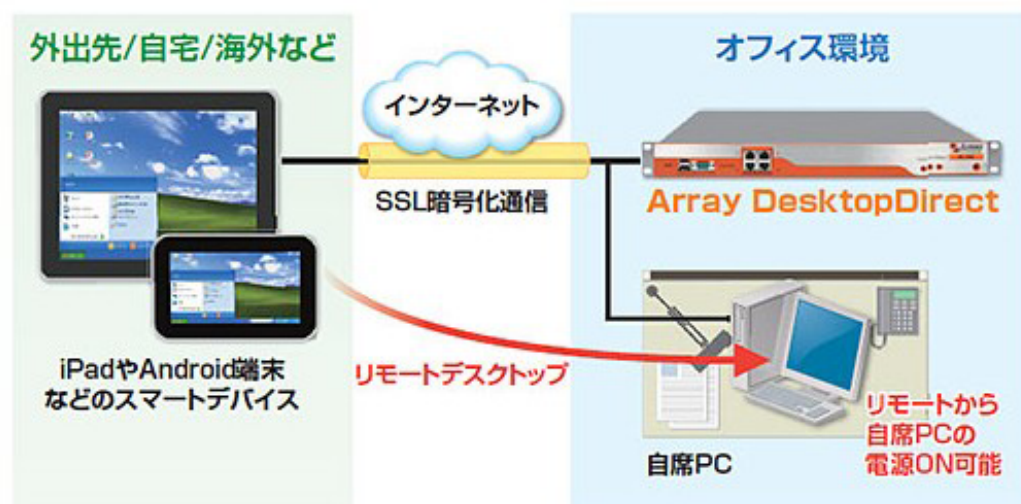 外出先/自宅/海外など
オフィス環境
インターネット
SSL暗号化通信
Array DesktopDirect
iPadやAndroid端末
などのスマートデバイス
リモートデスクトップ
リモートから
自席PCの
電源ON可能
自席PC